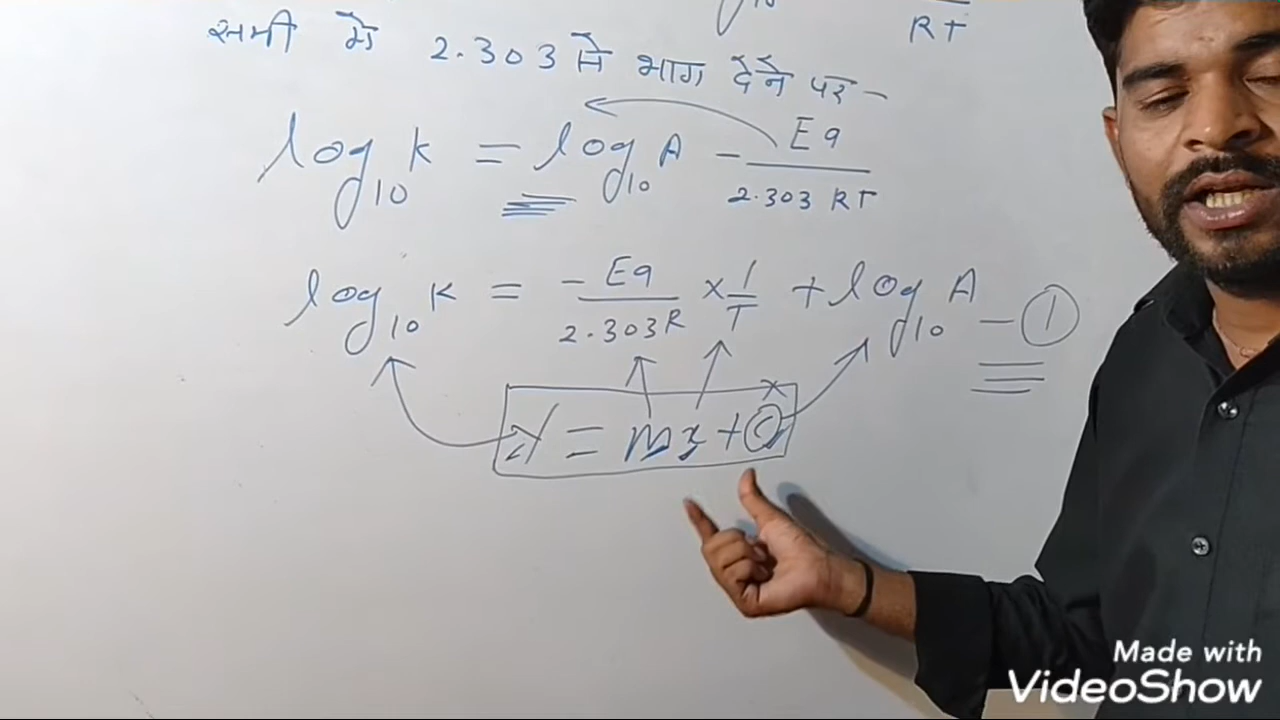 RT
सभी में 2.303 से भाग देने पर -
log₁₀ K = log₁₀ A - Ea / 2.303 RT
log₁₀ K = - Ea / 2.303 R × 1/T + log₁₀ A - ①
y = mx + c
Made with
VideoShow